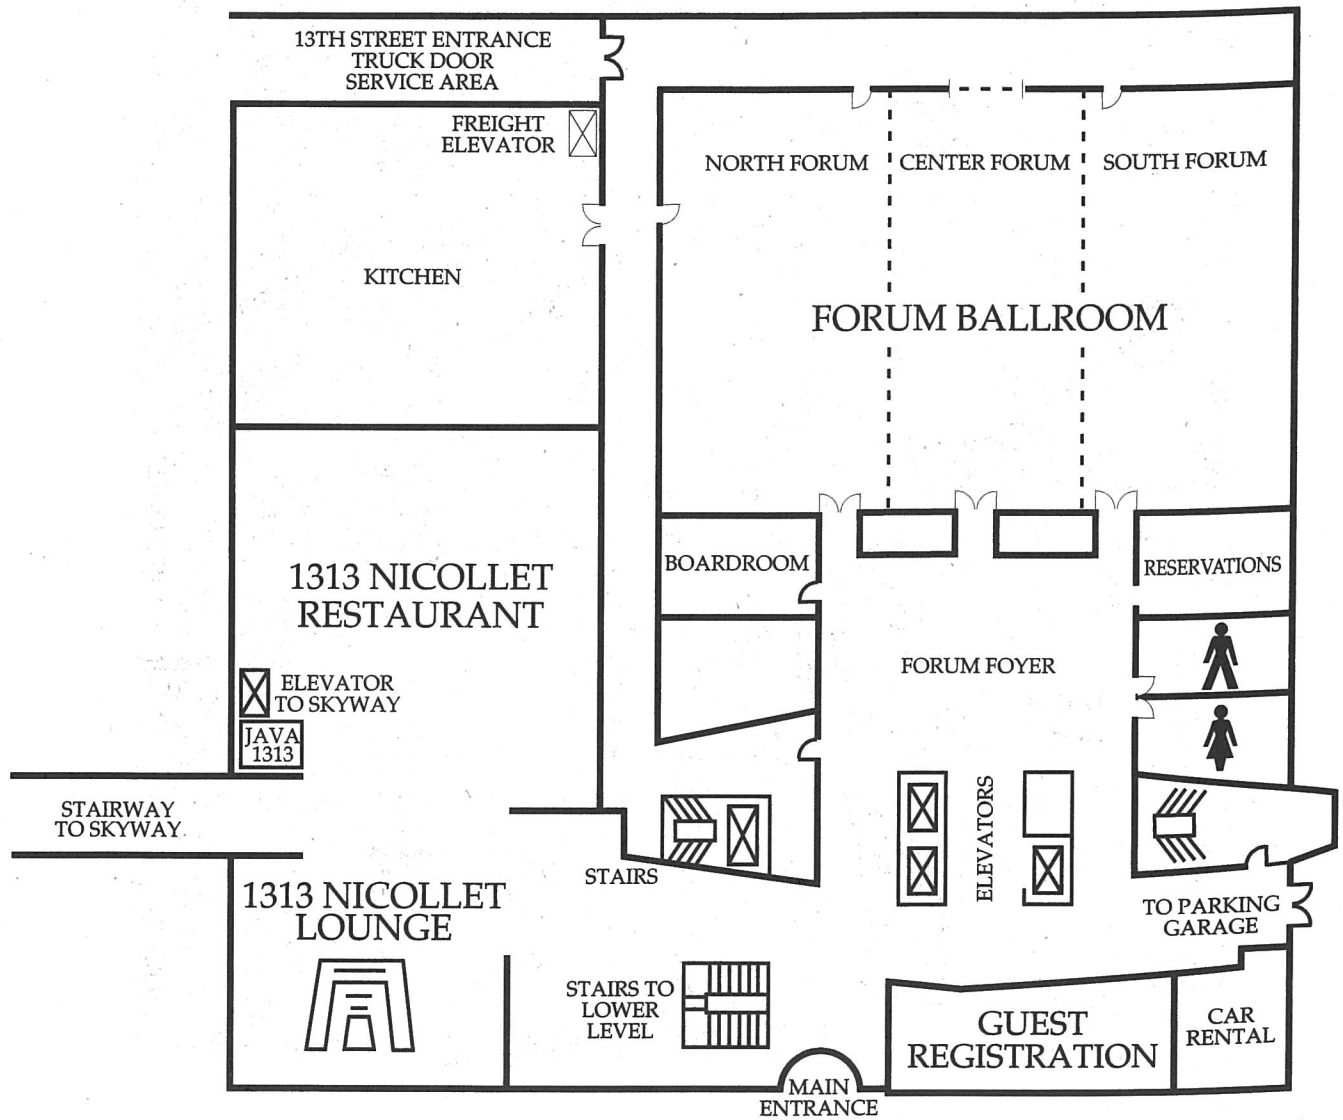 13TH STREET ENTRANCE
TRUCK DOOR
SERVICE AREA
FREIGHT
ELEVATOR
NORTH FORUM
CENTER FORUM
SOUTH FORUM
KITCHEN
FORUM BALLROOM
BOARDROOM
RESERVATIONS
1313 NICOLLET
RESTAURANT
FORUM FOYER
ELEVATOR
TO SKYWAY
JAVA
1313
STAIRWAY
TO SKYWAY
ELEVATORS
STAIRS
1313 NICOLLET
LOUNGE
TO PARKING
GARAGE
STAIRS TO
LOWER
LEVEL
GUEST
REGISTRATION
CAR
RENTAL
MAIN
ENTRANCE